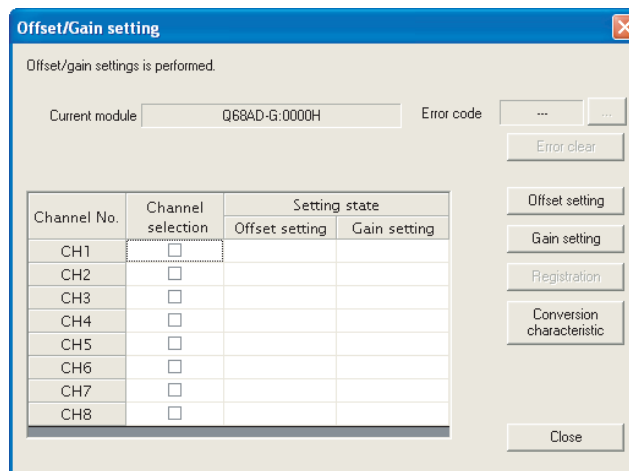 Offset/Gain setting
Offset/gain settings is performed.
Current module Q68AD-G:0000H Error code --- ...
Error clear
Channel No. Channel selection Setting state
Offset setting Gain setting
CH1
CH2
CH3
CH4
CH5
CH6
CH7
CH8
Offset setting
Gain setting
Registration
Conversion
characteristic
Close